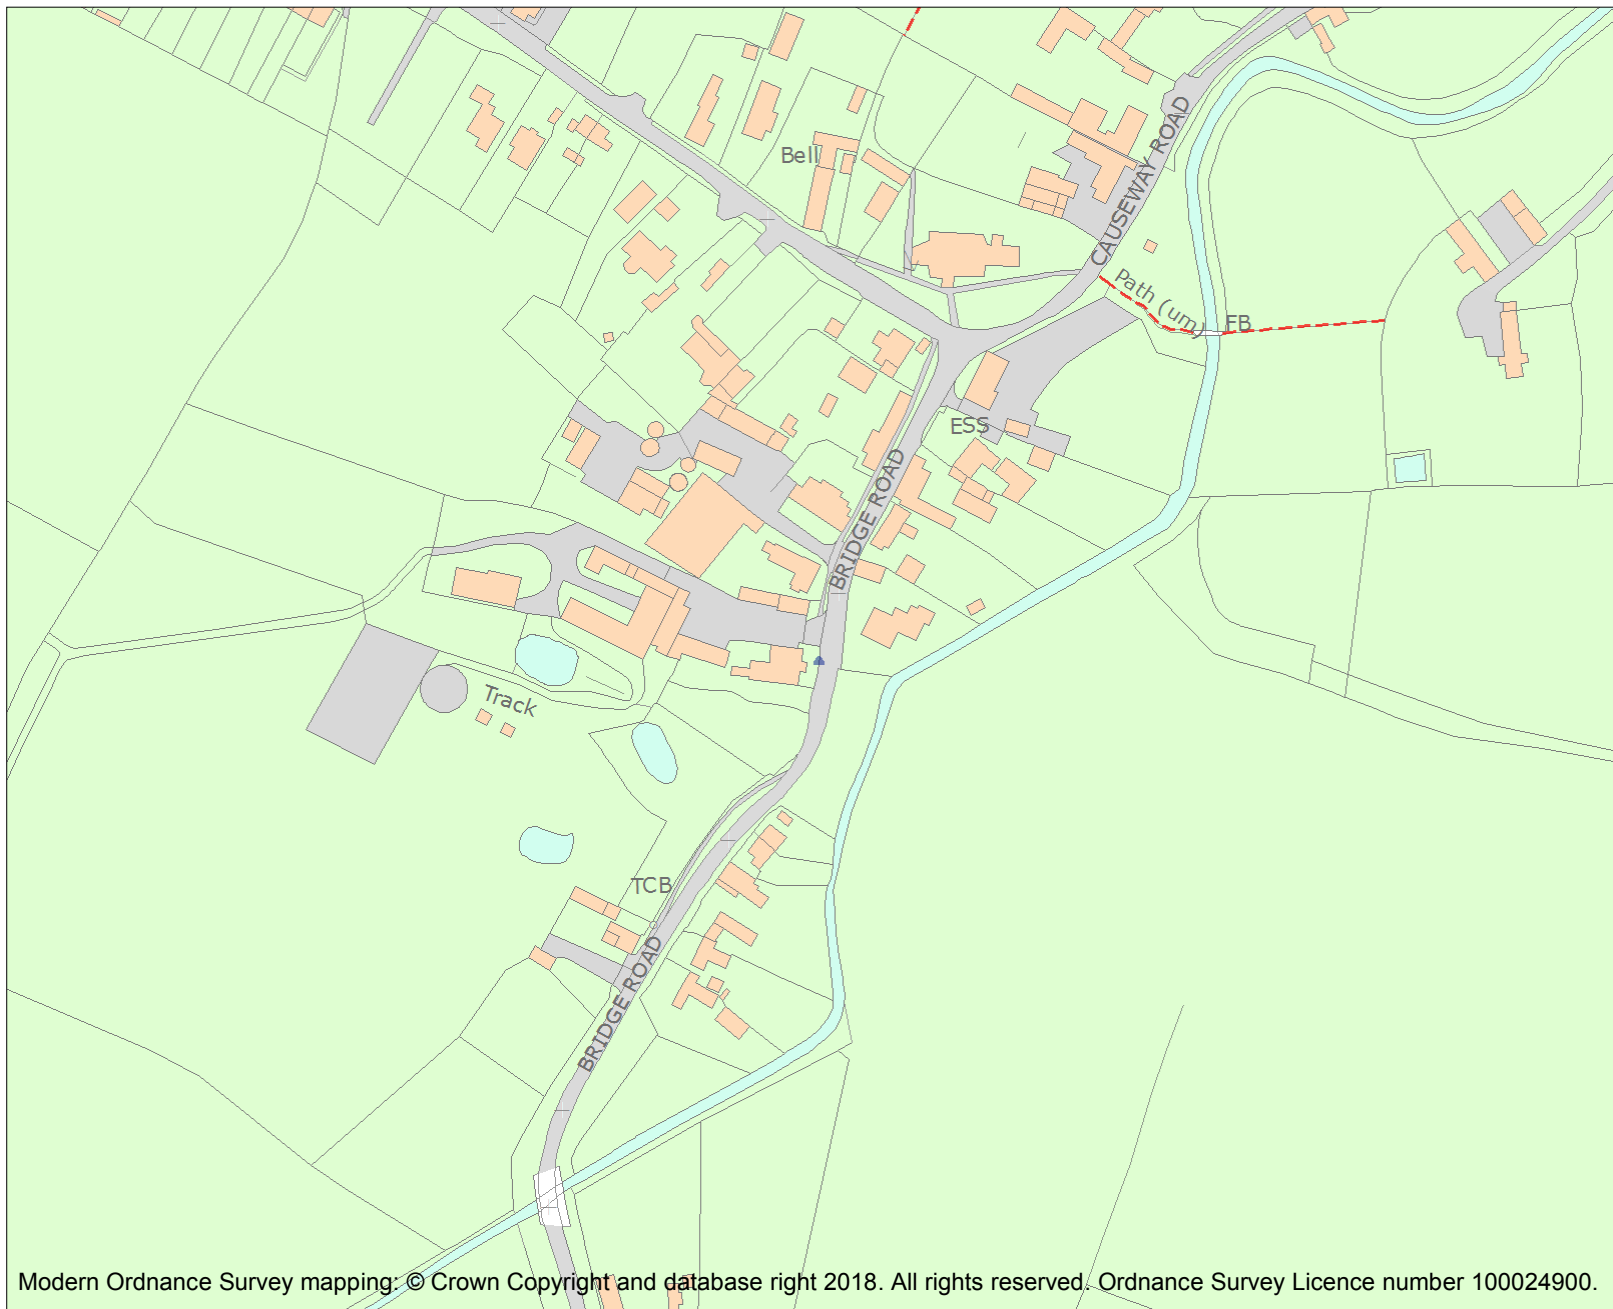 Bell
CAUSEWAY ROAD
Path (um)
FB
ESS
BRIDGE ROAD
Track
TCB
BRIDGE ROAD
Modern Ordnance Survey mapping: © Crown Copyright and database right 2018. All rights reserved. Ordnance Survey Licence number 100024900.